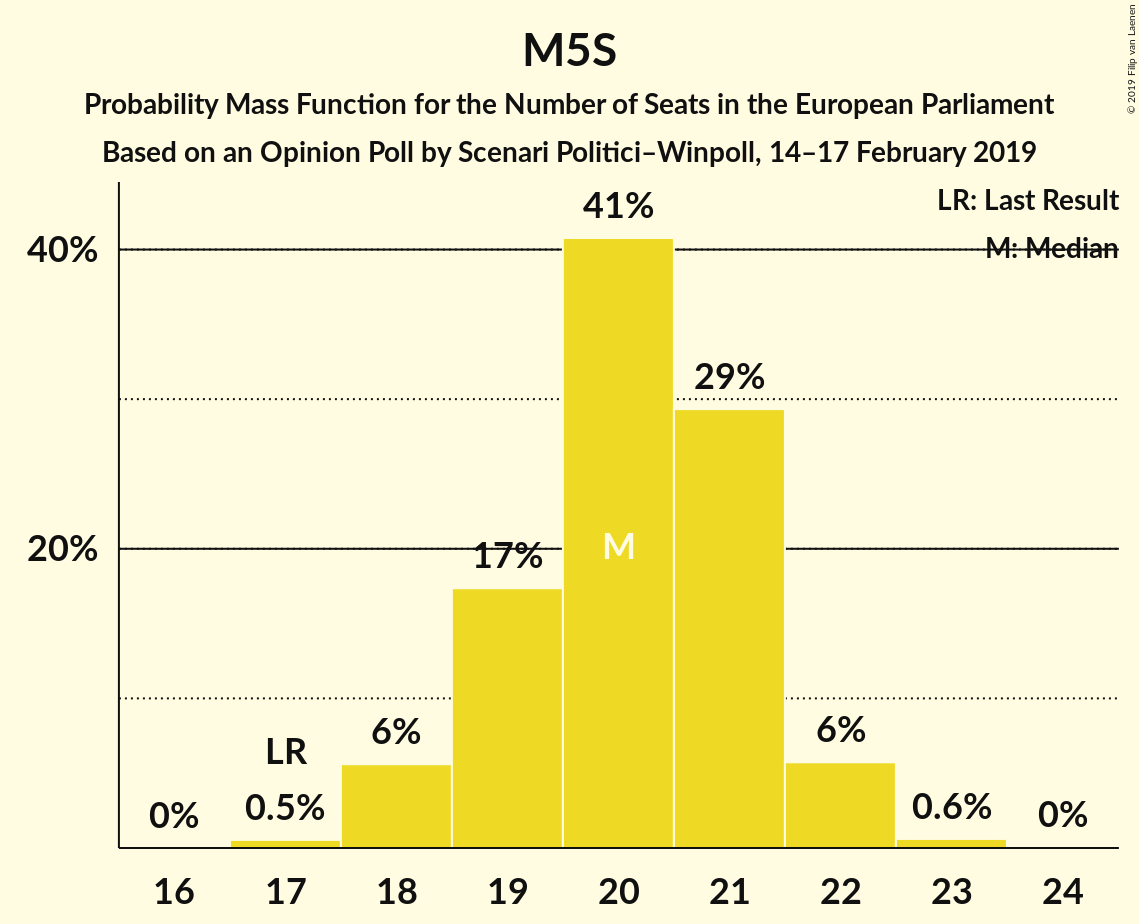 M5S
Probability Mass Function for the Number of Seats in the European Parliament
Based on an Opinion Poll by Scenari Politici–Winpoll, 14–17 February 2019
© 2019 Filip van Laenen
LR: Last Result
M: Median
40%
20%
0%
LR
0.5%
6%
17%
41%
M
29%
6%
0.6%
0%
16 17 18 19 20 21 22 23 24